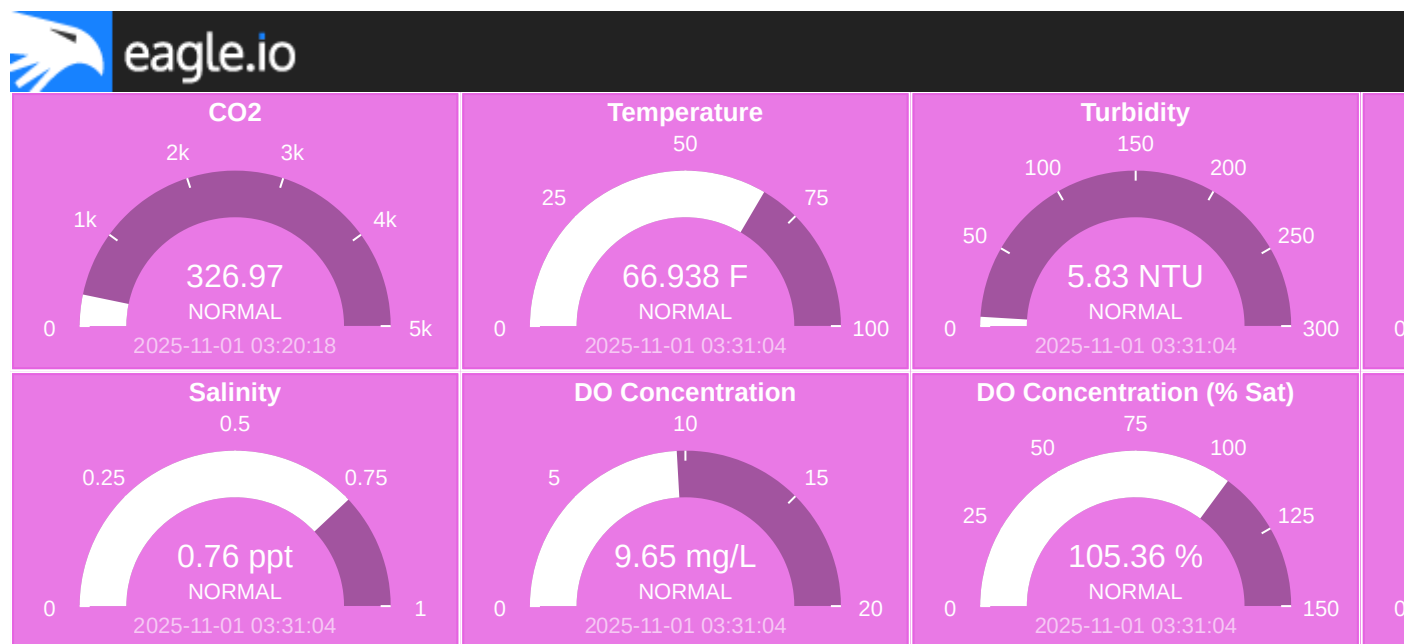 eagle.io
CO2
0
1k
2k
3k
4k
5k
326.97
NORMAL
2025-11-01 03:20:18
Temperature
0
25
50
75
100
66.938 F
NORMAL
2025-11-01 03:31:04
Turbidity
0
50
100
150
200
250
300
5.83 NTU
NORMAL
2025-11-01 03:31:04
0
Salinity
0
0.25
0.5
0.75
1
0.76 ppt
NORMAL
2025-11-01 03:31:04
DO Concentration
0
5
10
15
20
9.65 mg/L
NORMAL
2025-11-01 03:31:04
DO Concentration (% Sat)
0
25
50
75
100
125
150
105.36 %
NORMAL
2025-11-01 03:31:04
0